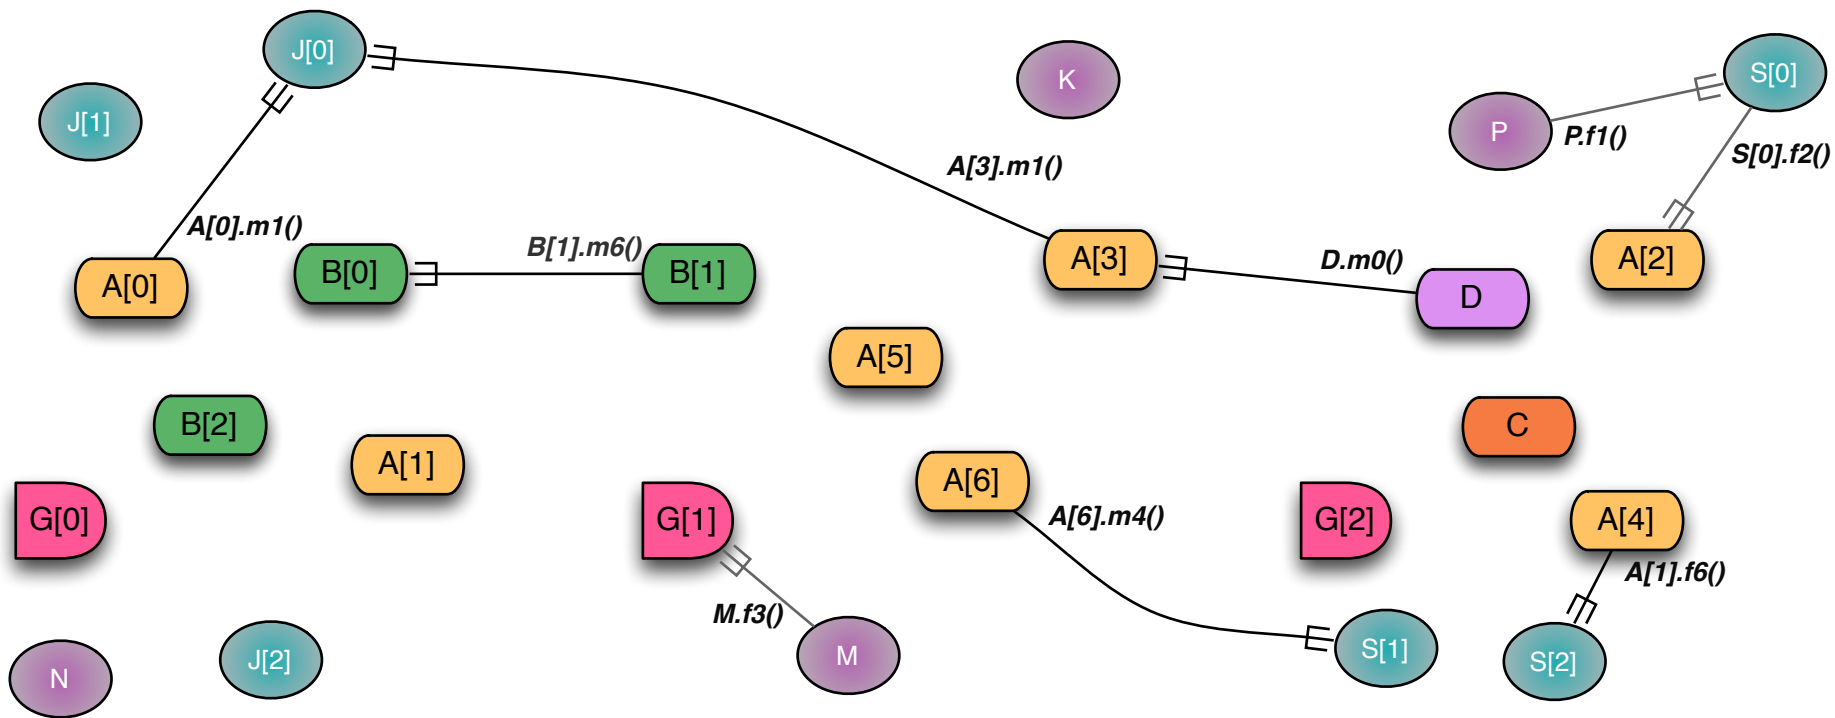 J[0]
K
S[0]
J[1]
P
P.f1()
S[0].f2()
A[3].m1()
A[0].m1()
B[1].m6()
D.m0()
A[0]
B[0]
B[1]
A[3]
D
A[2]
A[5]
B[2]
A[1]
C
G[0]
G[1]
A[6]
A[6].m4()
G[2]
A[4]
A[1].f6()
M.f3()
N
J[2]
M
S[1]
S[2]